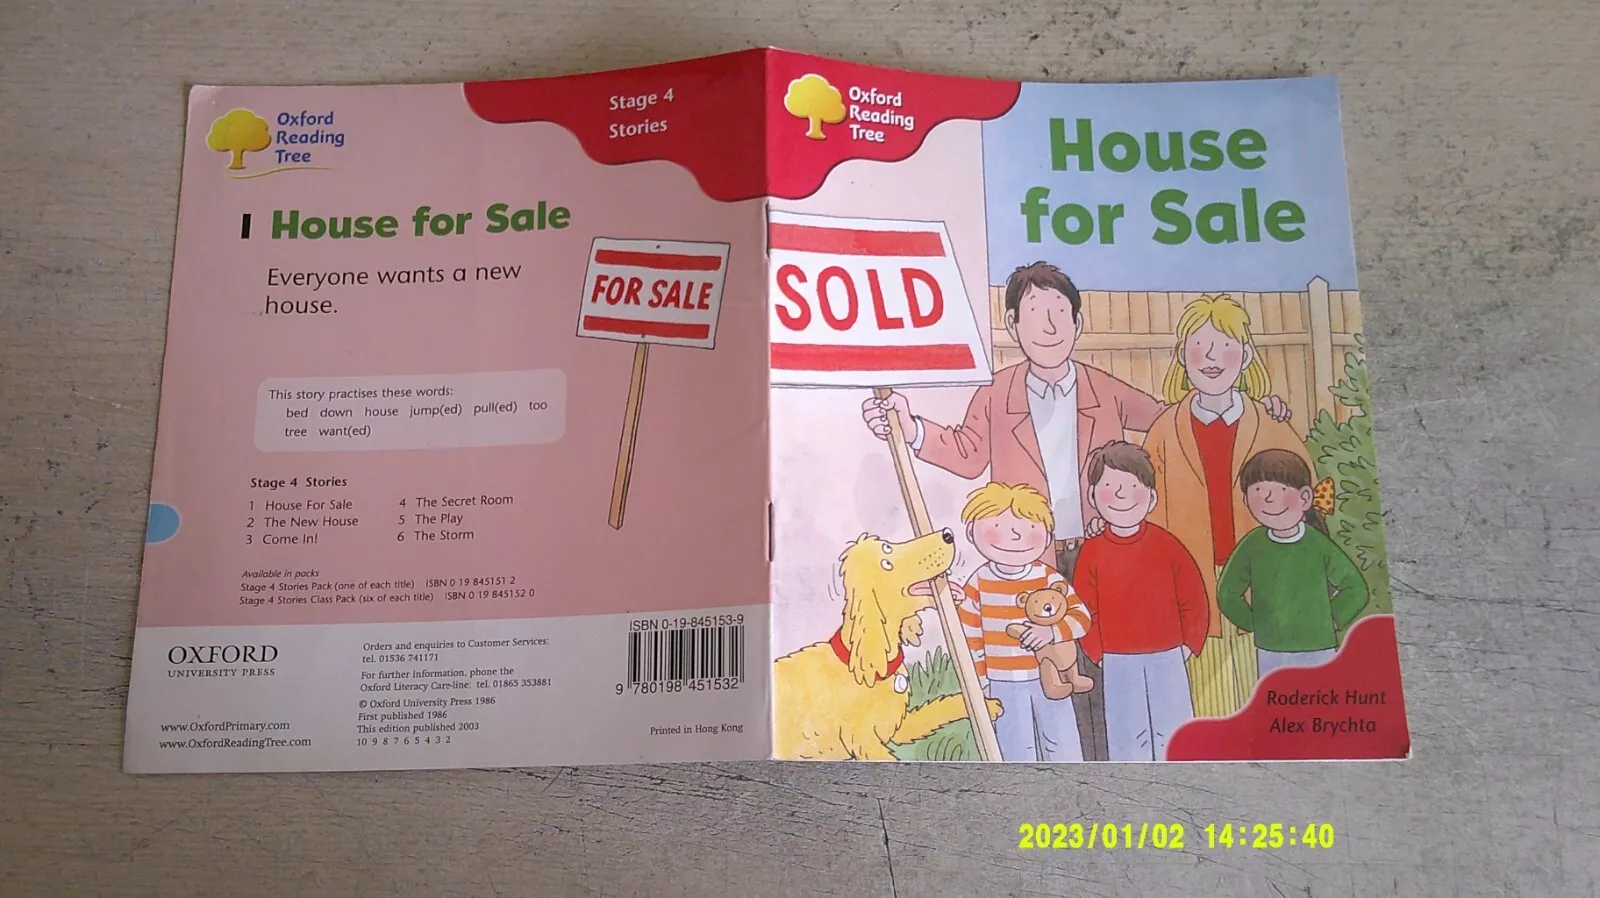 Oxford
Reading
Tree
Stage 4
Stories
1 House for Sale
Everyone wants a new
house.
FOR SALE
This story practises these words:
bed down house jump(ed) pull(ed) too
tree want(ed)
Stage 4 Stories
1 House For Sale
2 The New House
3 Come In!
4 The Secret Room
5 The Play
6 The Storm
Available in packs
Stage 4 Stories Pack (one of each title) ISBN 0 19 845151 2
Stage 4 Stories Class Pack (six of each title) ISBN 0 19 845152 0
OXFORD
UNIVERSITY PRESS
www.OxfordPrimary.com
www.OxfordReadingTree.com
Orders and enquiries to Customer Services:
tel. 01536 741171
For further information, phone the
Oxford Literacy Care-line: tel. 01865 353881
© Oxford University Press 1986
First published 1986
This edition published 2003
10 9 8 7 6 5 4 3 2
ISBN 0-19-845153-9
9 780198 451532
Printed in Hong Kong
Oxford
Reading
Tree
House
for Sale
SOLD
Roderick Hunt
Alex Brychta
2023/01/02 14:25:40